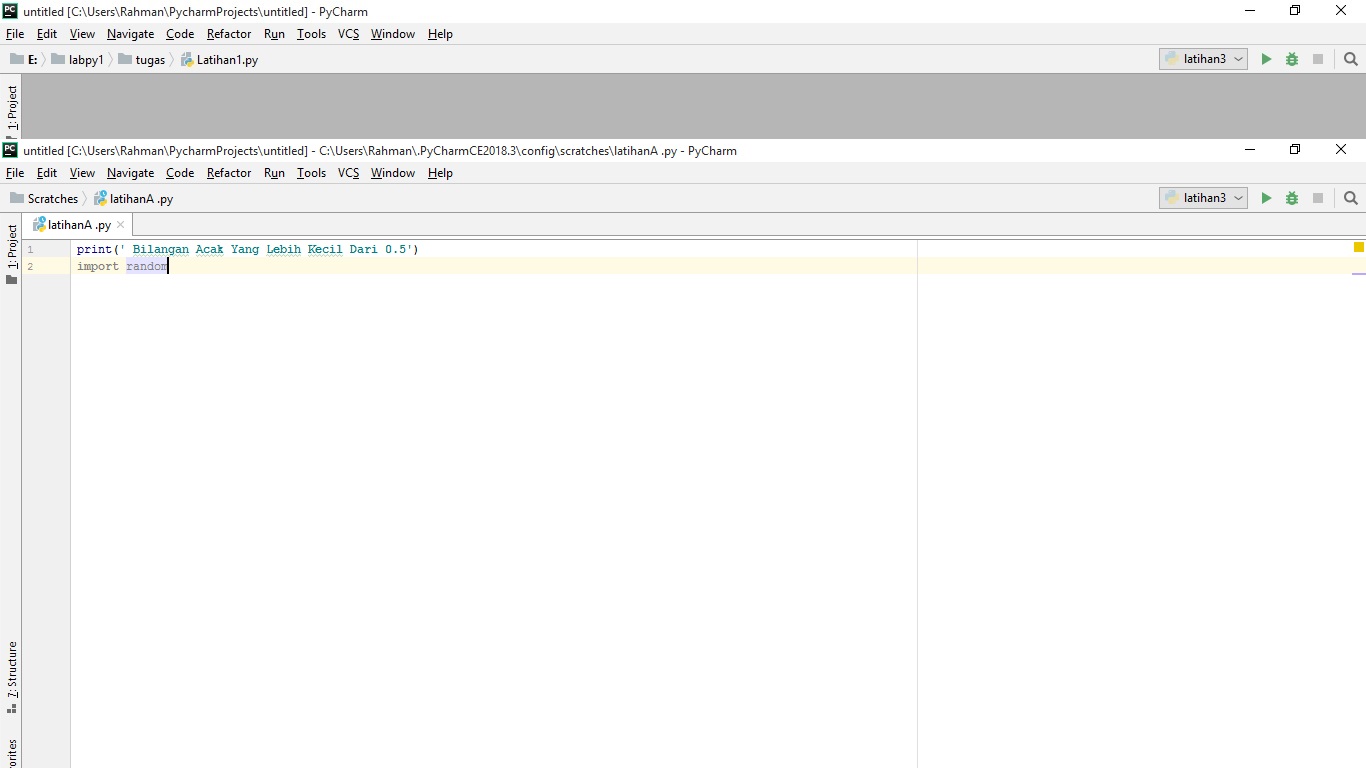 PC untitled [C:\Users\Rahman\PycharmProjects\untitled] - PyCharm
File Edit View Navigate Code Refactor Run Tools VCS Window Help
E: labpy1 tugas Latihan1.py latihan3
1: Project
PC untitled [C:\Users\Rahman\PycharmProjects\untitled] - C:\Users\Rahman\.PyCharmCE2018.3\config\scratches\latihanA .py - PyCharm
File Edit View Navigate Code Refactor Run Tools VCS Window Help
Scratches latihanA .py latihan3
latihanA .py
1: Project
1 print(' Bilangan Acak Yang Lebih Kecil Dari 0.5')
2 import random
7: Structure
orites